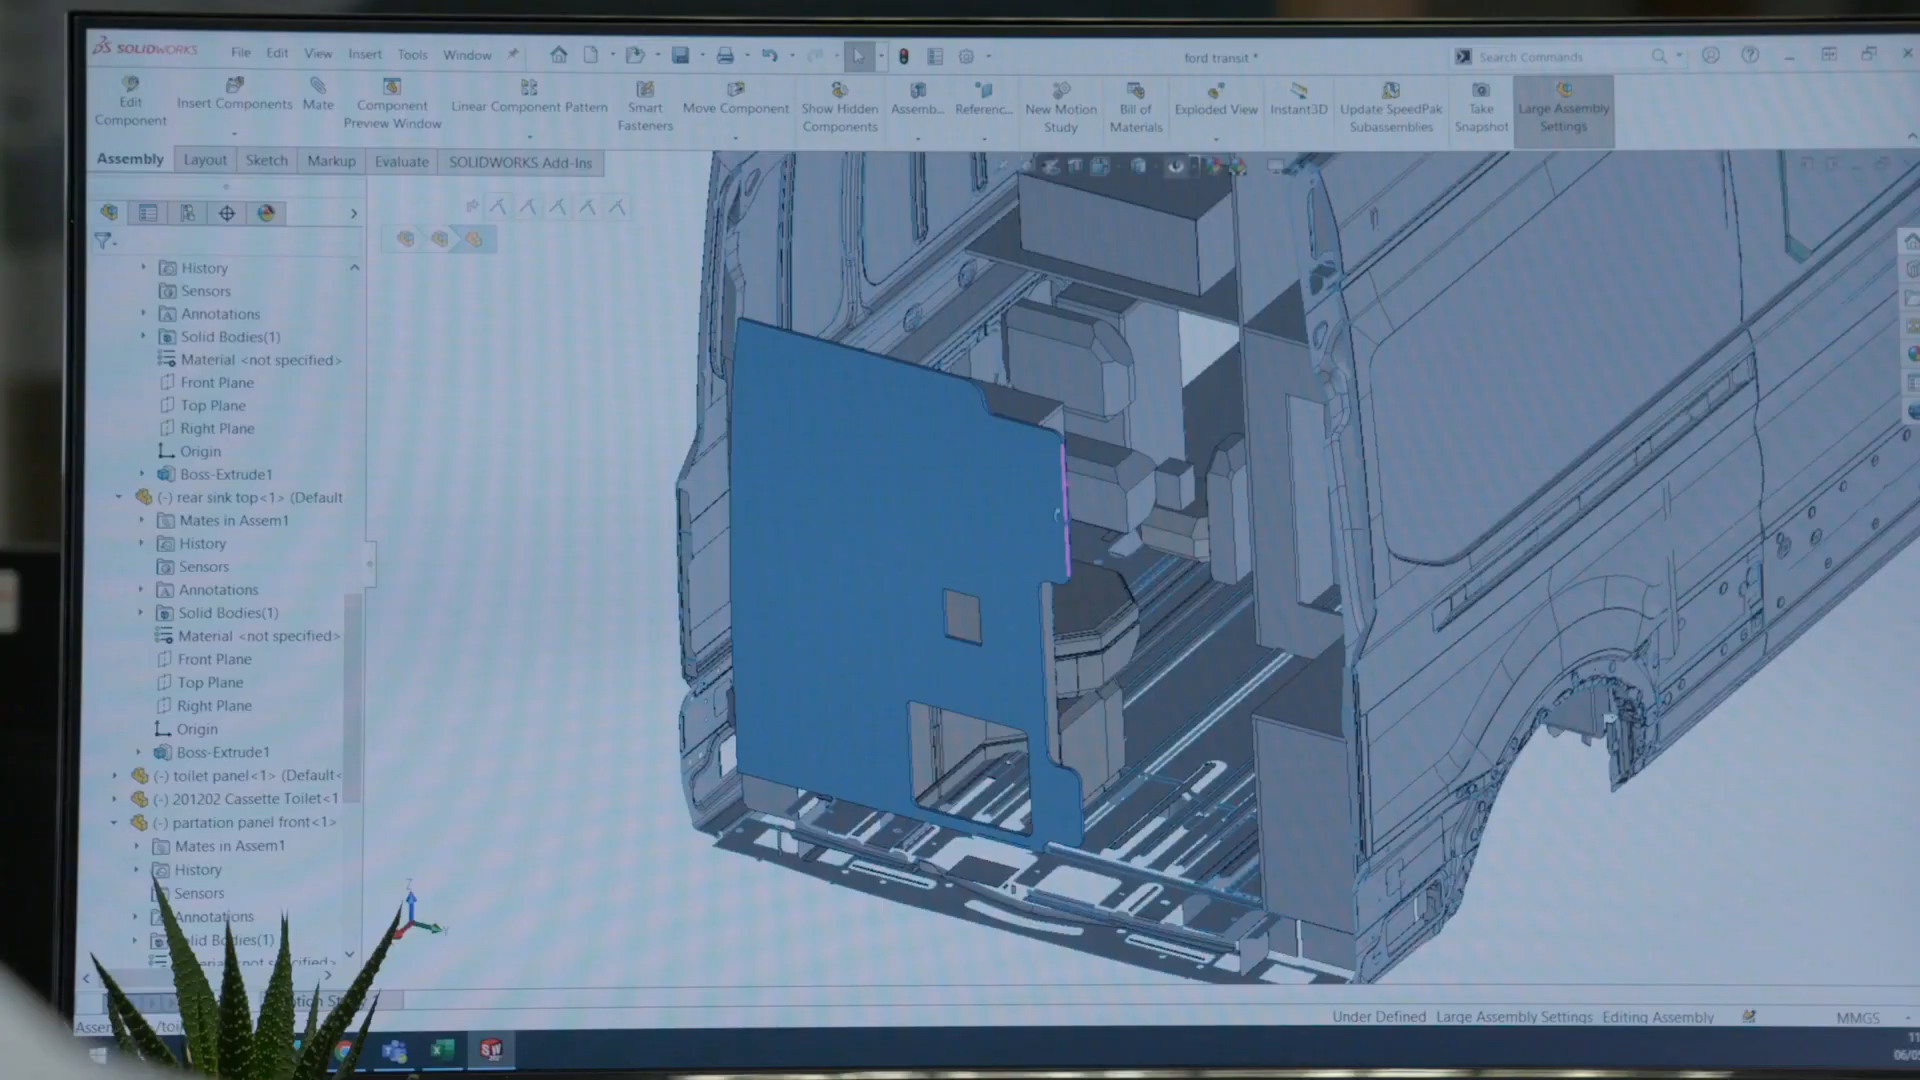 SOLIDWORKS File Edit View Insert Tools Window ford transit * Search Commands
Edit Component
Insert Components
Mate
Component Preview Window
Linear Component Pattern
Smart Fasteners
Move Component
Show Hidden Components
Assemb...
Referenc...
New Motion Study
Bill of Materials
Exploded View
Instant3D
Update SpeedPak Subassemblies
Take Snapshot
Large Assembly Settings
Assembly Layout Sketch Markup Evaluate SOLIDWORKS Add-Ins
History
Sensors
Annotations
Solid Bodies(1)
Material <not specified>
Front Plane
Top Plane
Right Plane
Origin
Boss-Extrude1
(-) rear sink top<1> (Default
Mates in Assem1
History
Sensors
Annotations
Solid Bodies(1)
Material <not specified>
Front Plane
Top Plane
Right Plane
Origin
Boss-Extrude1
(-) toilet panel<1> (Default<
(-) 201202 Cassette Toilet<1
(-) partation panel front<1>
Mates in Assem1
History
Sensors
Annotations
lid Bodies(1)
Z
Y
Under Defined Large Assembly Settings Editing Assembly MMGS
SW